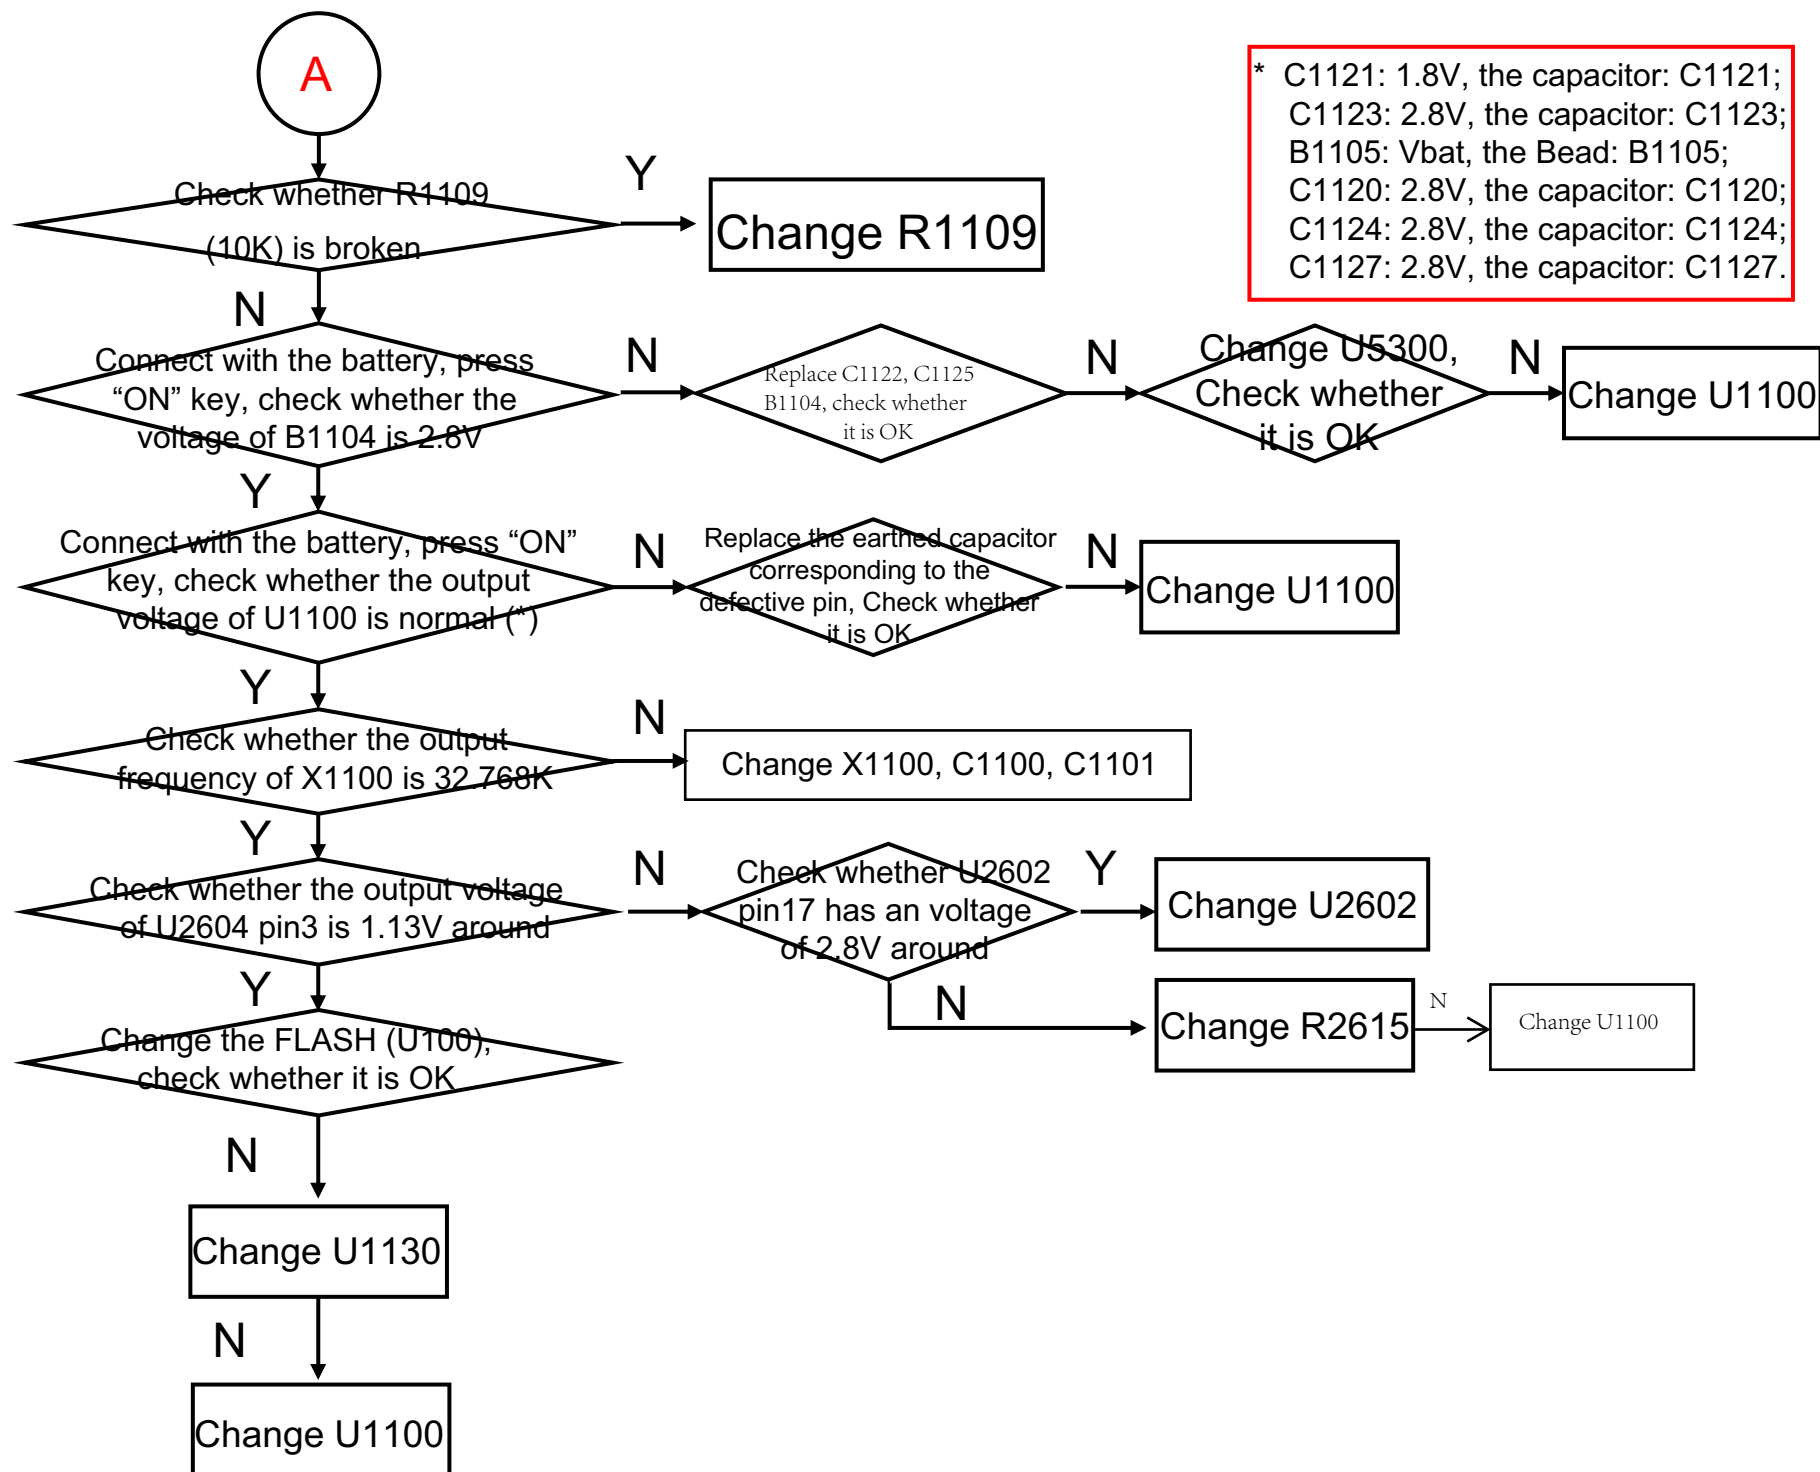 A
* C1121: 1.8V, the capacitor: C1121;
C1123: 2.8V, the capacitor: C1123;
B1105: Vbat, the Bead: B1105;
C1120: 2.8V, the capacitor: C1120;
C1124: 2.8V, the capacitor: C1124;
C1127: 2.8V, the capacitor: C1127.
Check whether R1109
(10K) is broken
Y
Change R1109
N
Connect with the battery, press
“ON” key, check whether the
voltage of B1104 is 2.8V
N
Replace C1122, C1125
B1104, check whether
it is OK
N
Change U5300,
Check whether
it is OK
N
Change U1100
Y
Connect with the battery, press “ON”
key, check whether the output
voltage of U1100 is normal (*)
N
Replace the earthed capacitor
corresponding to the
defective pin, Check whether
it is OK
N
Change U1100
Y
Check whether the output
frequency of X1100 is 32.768K
N
Change X1100, C1100, C1101
Y
Check whether the output voltage
of U2604 pin3 is 1.13V around
N
Check whether U2602
pin17 has an voltage
of 2.8V around
Y
Change U2602
N
Change R2615
N
Change U1100
Y
Change the FLASH (U100),
check whether it is OK
N
Change U1130
N
Change U1100